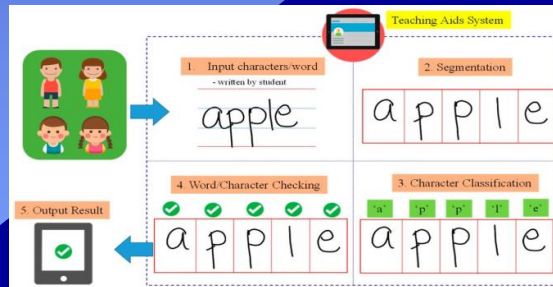 Teaching Aids System
1. Input characters/word
- written by student
apple
2. Segmentation
a p p l e
3. Character Classification
'a' 'p' 'p' 'l' 'e'
a p p l e
4. Word/Character Checking
a p p l e
5. Output Result